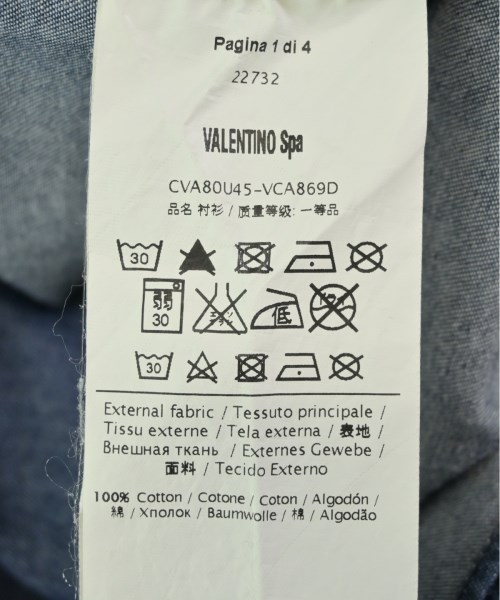 Pagina 1 di 4
22732
VALENTINO Spa
CVA80U45-VCA869D
品名 衬衫 / 质量等级: 一等品
30
弱
30 低
30
External fabric / Tessuto principale /
Tissu externe / Tela externa / 表地 /
Внешная ткань / Externes Gewebe /
面料 / Tecido Externo
100% Cotton / Cotone / Coton / Algodón /
綿 / Хполок / Baumwolle / 棉 / Algodão